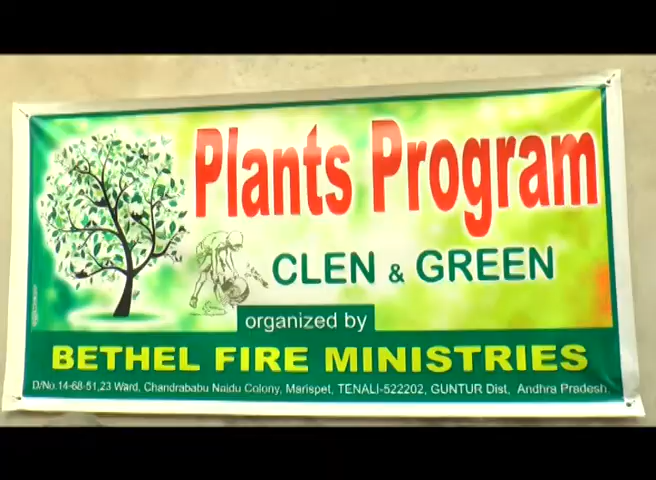 Plants Program
CLEN & GREEN
organized by
BETHEL FIRE MINISTRIES
D/No.14-68-51,23 Ward, Chandrababu Naidu Colony, Marispet, TENALI-522202, GUNTUR Dist, Andhra Pradesh.